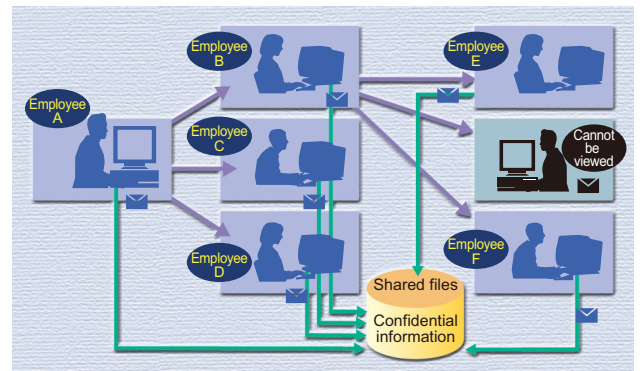 Employee
A
Employee
B
Employee
C
Employee
D
Employee
E
Cannot
be
viewed
Employee
F
Shared files
Confidential
information